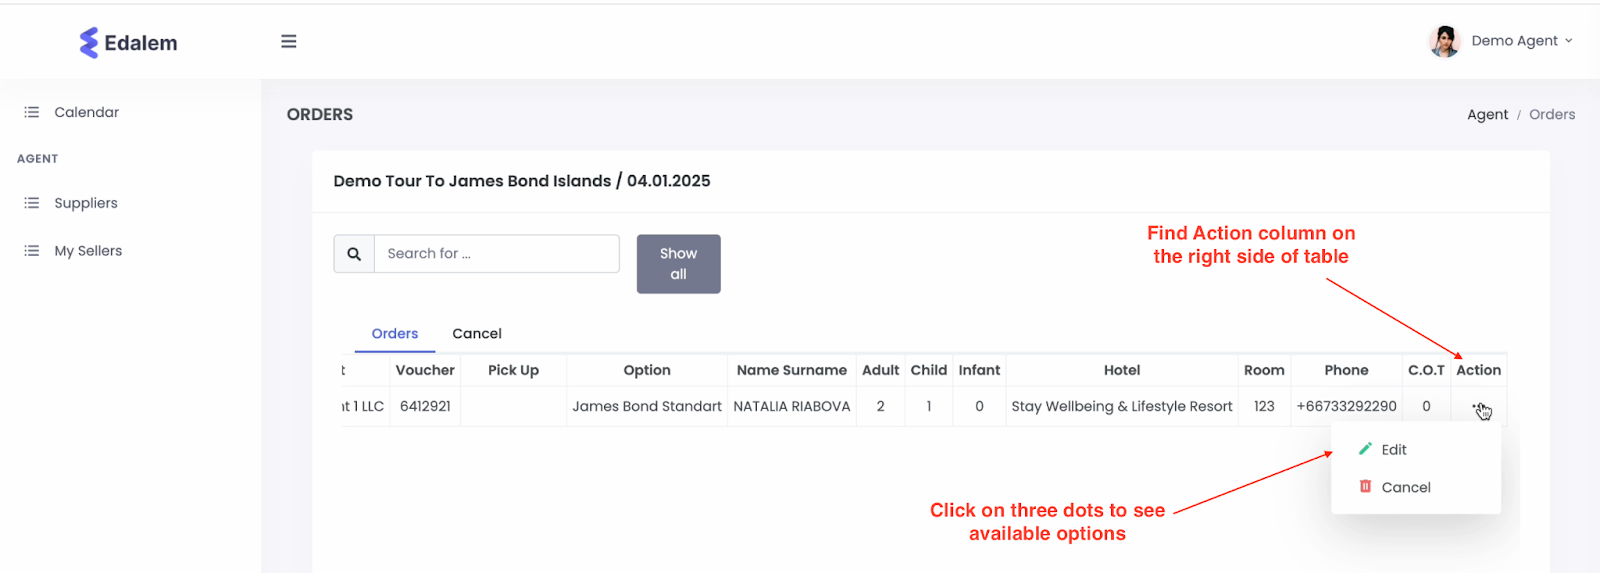 Edalem
Demo Agent
Calendar
AGENT
Suppliers
My Sellers
ORDERS
Agent / Orders
Demo Tour To James Bond Islands / 04.01.2025
Search for ...
Show
all
Find Action column on
the right side of table
Orders Cancel
t Voucher Pick Up Option Name Surname Adult Child Infant Hotel Room Phone C.O.T Action
nt 1 LLC 6412921 James Bond Standart NATALIA RIABOVA 2 1 0 Stay Wellbeing & Lifestyle Resort 123 +66733292290 0
Edit
Cancel
Click on three dots to see
available options